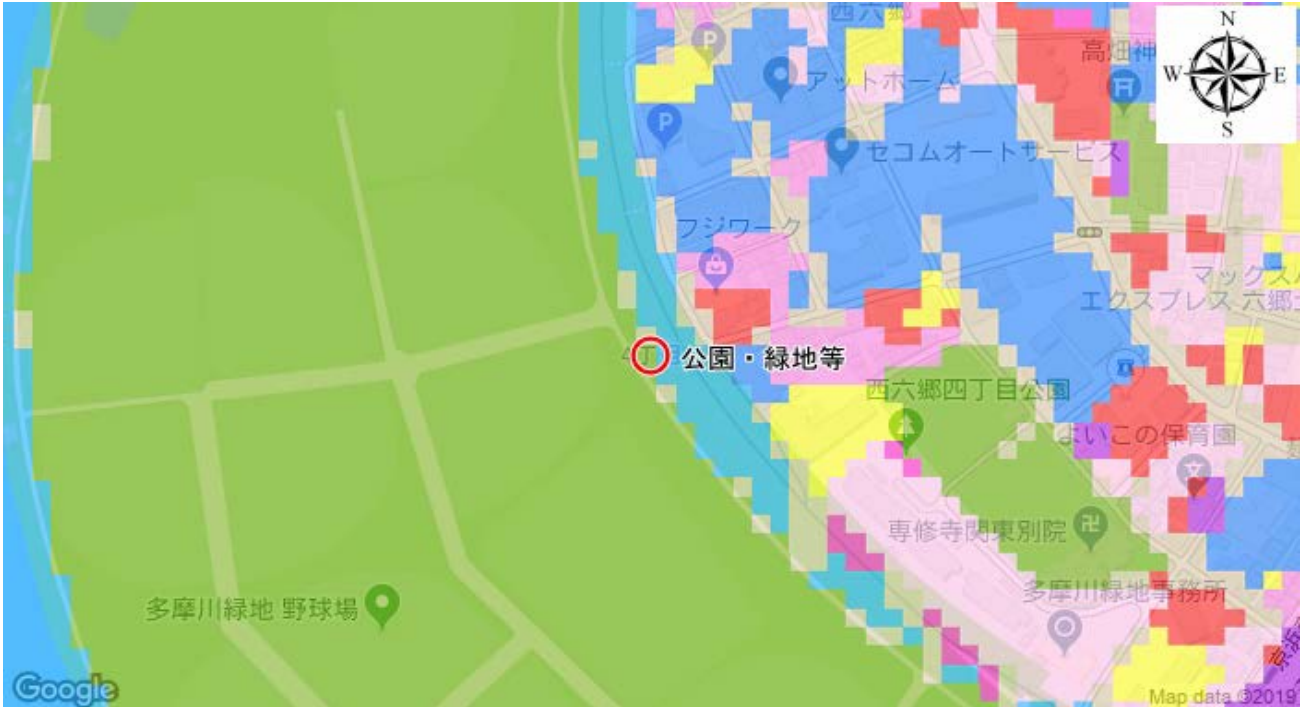 西六郷
N
W
E
S
高畑神
アットホーム
P
P
セコムオートサービス
フジワーク
マックス
エクスプレス 六郷
公園・緑地等
西六郷四丁目公園
よいこの保育園
文
専修寺関東別院
多摩川緑地 野球場
多摩川緑地事務所
京浜
Google
Map data ©2019